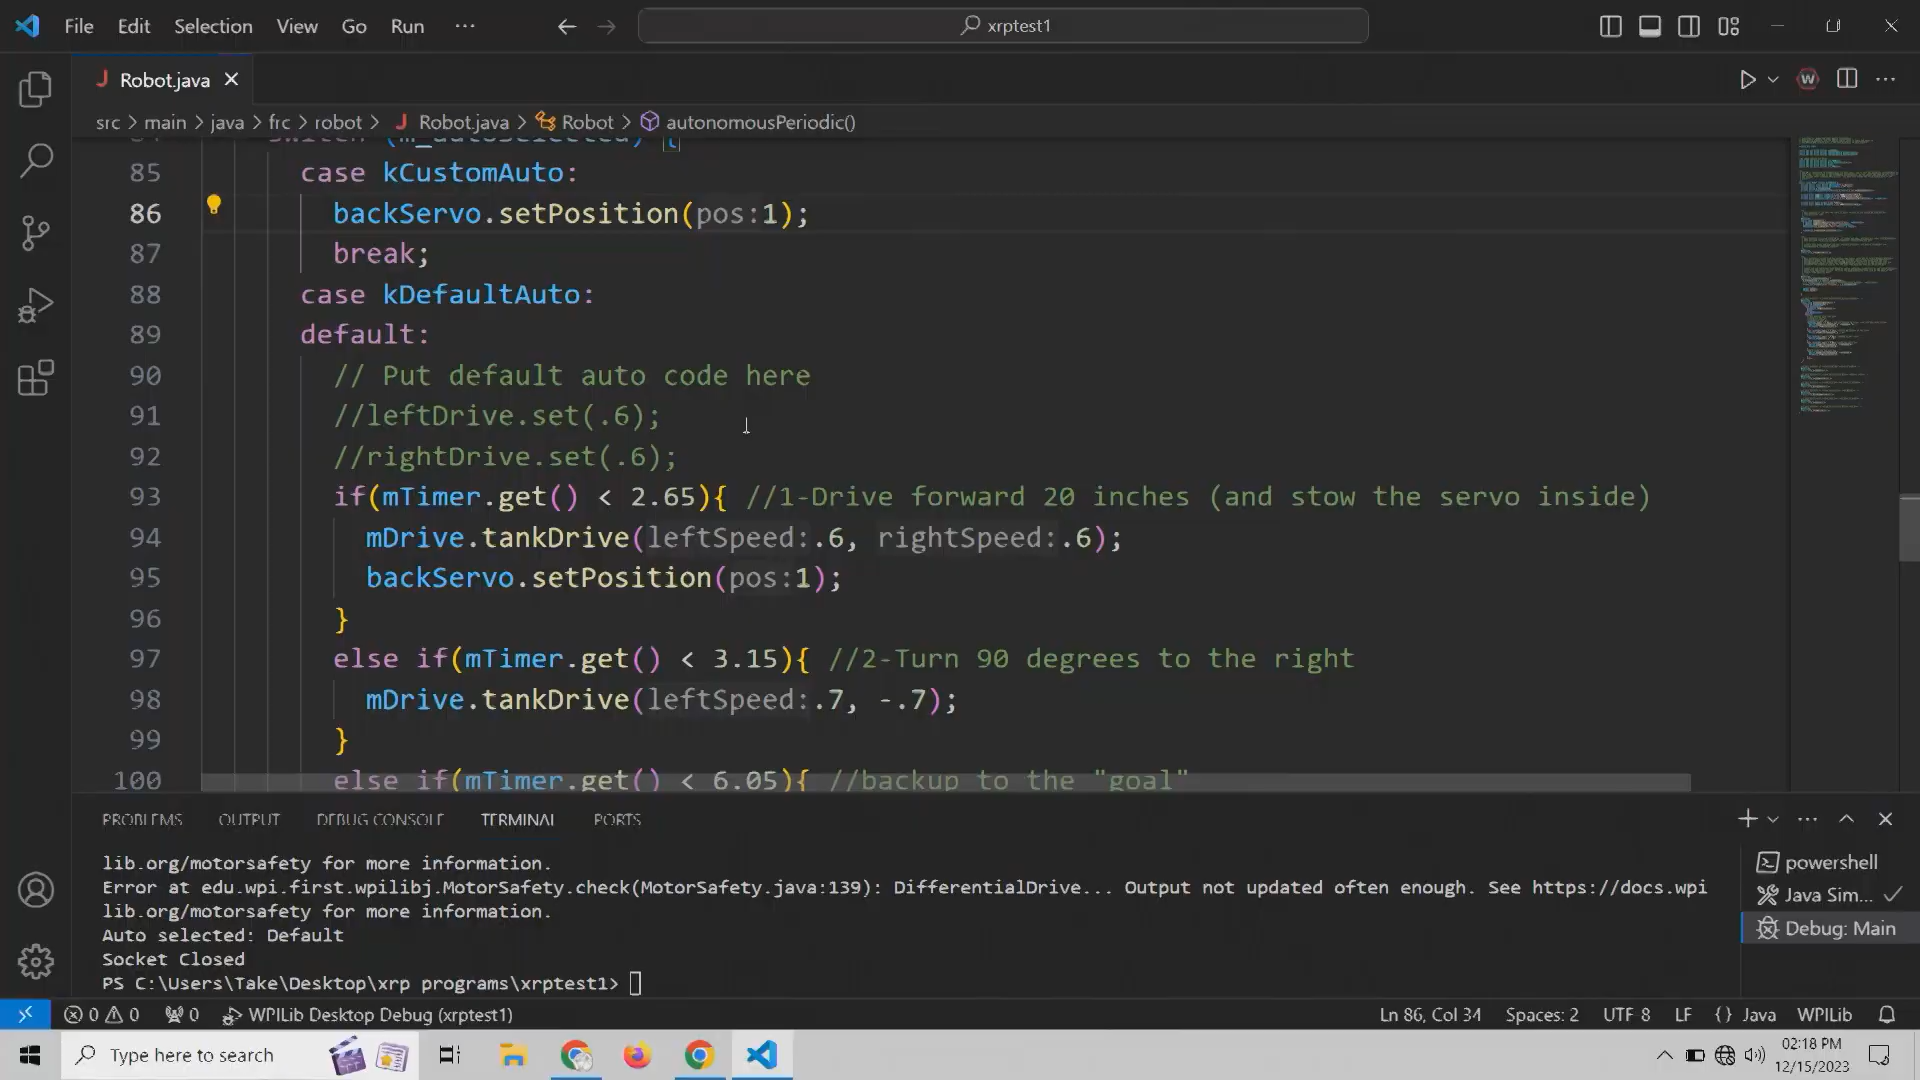 File Edit Selection View Go Run ··· xrptest1
Robot.java
src > main > java > frc > robot > Robot.java > Robot > autonomousPeriodic()
switch (m_autoSelected) {
85 case kCustomAuto:
86 backServo.setPosition(pos:1);
87 break;
88 case kDefaultAuto:
89 default:
90 // Put default auto code here
91 //leftDrive.set(.6);
92 //rightDrive.set(.6);
93 if(mTimer.get() < 2.65){ //1-Drive forward 20 inches (and stow the servo inside)
94 mDrive.tankDrive(leftSpeed:.6, rightSpeed:.6);
95 backServo.setPosition(pos:1);
96 }
97 else if(mTimer.get() < 3.15){ //2-Turn 90 degrees to the right
98 mDrive.tankDrive(leftSpeed:.7, -.7);
99 }
100 else if(mTimer.get() < 6.05){ //backup to the "goal"
PROBLEMS OUTPUT DEBUG CONSOLE TERMINAL PORTS
lib.org/motorsafety for more information.
Error at edu.wpi.first.wpilibj.MotorSafety.check(MotorSafety.java:139): DifferentialDrive... Output not updated often enough. See https://docs.wpi
lib.org/motorsafety for more information.
Auto selected: Default
Socket Closed
PS C:\Users\Take\Desktop\xrp programs\xrptest1>
powershell
Java Sim...
Debug: Main
0 0 0 WPILib Desktop Debug (xrptest1) Ln 86, Col 34 Spaces: 2 UTF 8 LF {} Java WPILib
Type here to search
02:18 PM
12/15/2023